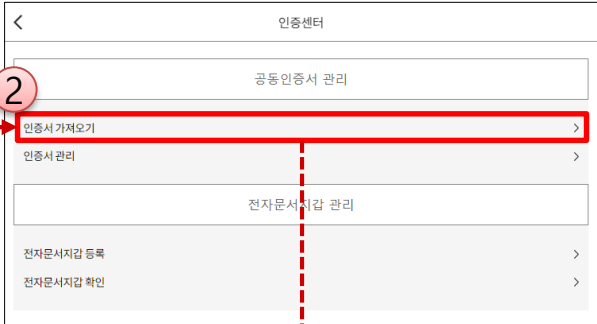 인증센터
공동인증서 관리
2
인증서 가져오기
인증서 관리
전자문서지갑 관리
전자문서지갑 등록
전자문서지갑 확인